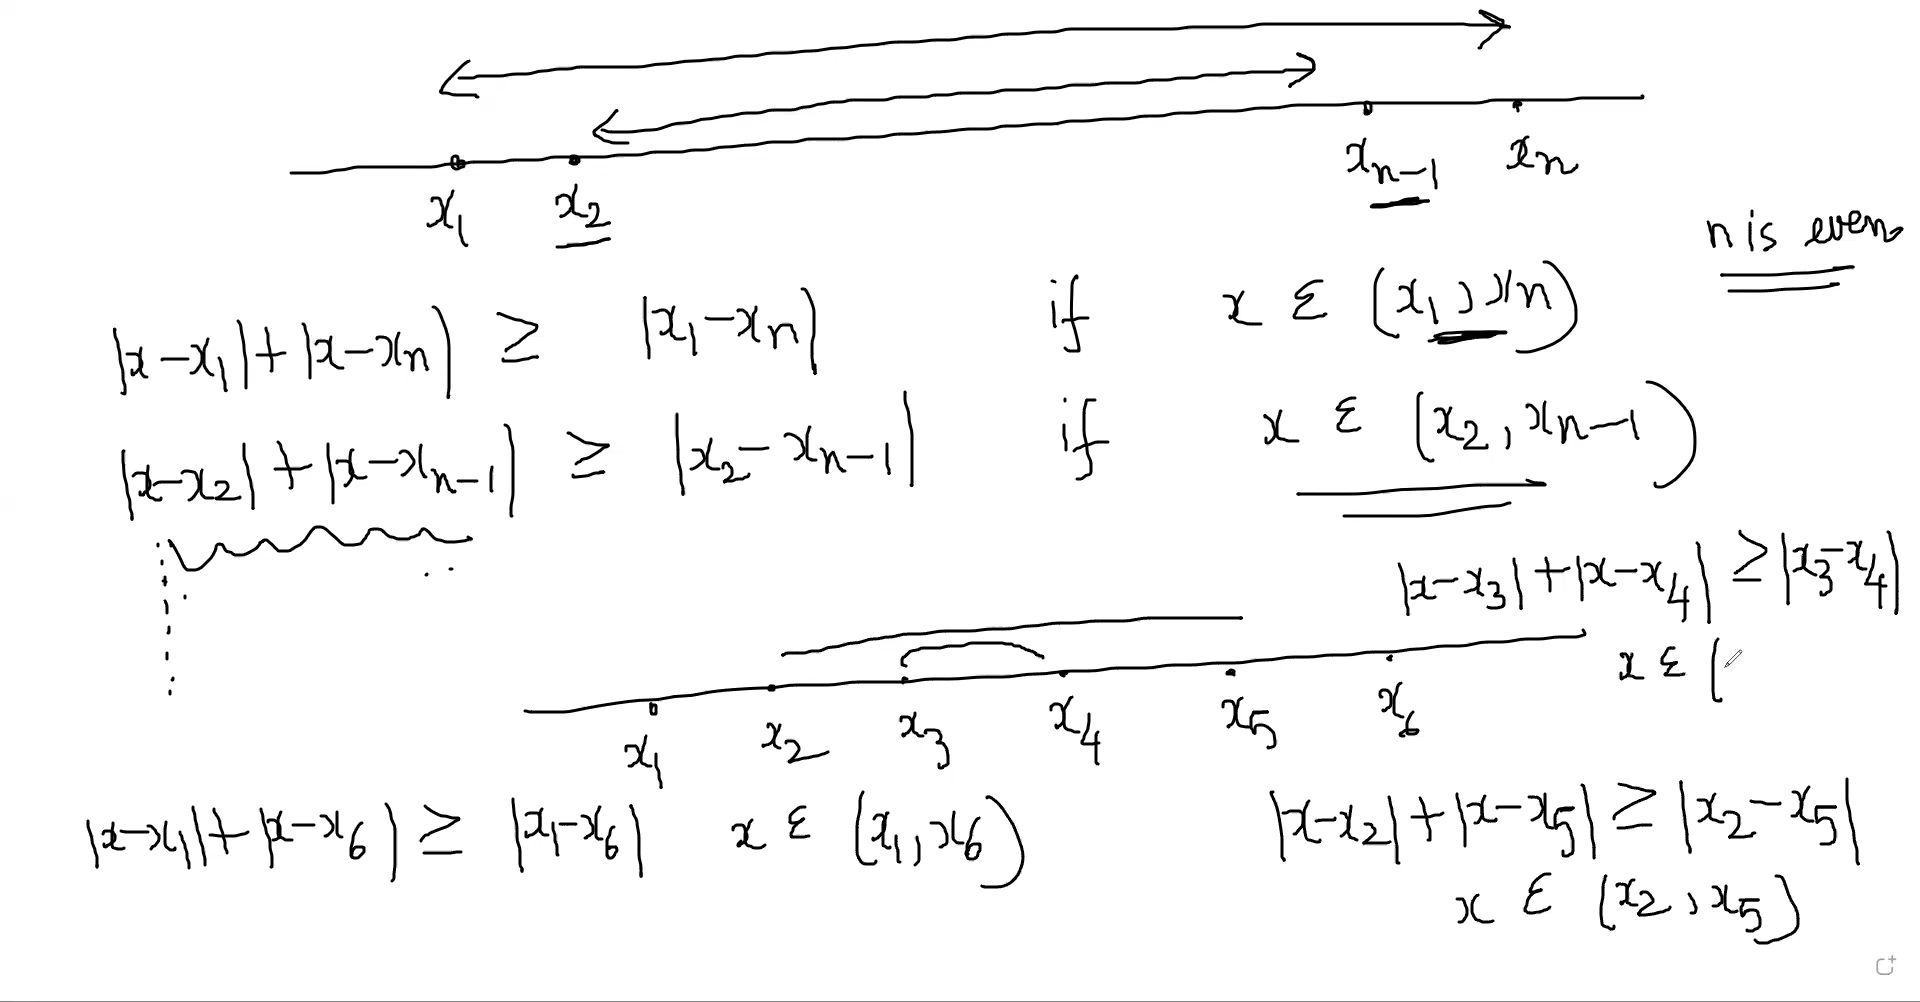 x₁ x₂ xₙ₋₁ xₙ
n is even
|x-x₁|+|x-xₙ| ≥ |x₁-xₙ| if x ε (x₁, xₙ)
|x-x₂|+|x-xₙ₋₁| ≥ |x₂-xₙ₋₁| if x ε (x₂, xₙ₋₁)
|x-x₃|+|x-x₄| ≥ |x₃-x₄|
x ε (
x₁ x₂ x₃ x₄ x₅ x₆
|x-x₁|+|x-x₆| ≥ |x₁-x₆| x ε (x₁, x₆)
|x-x₂|+|x-x₅| ≥ |x₂-x₅|
x ε (x₂, x₅)